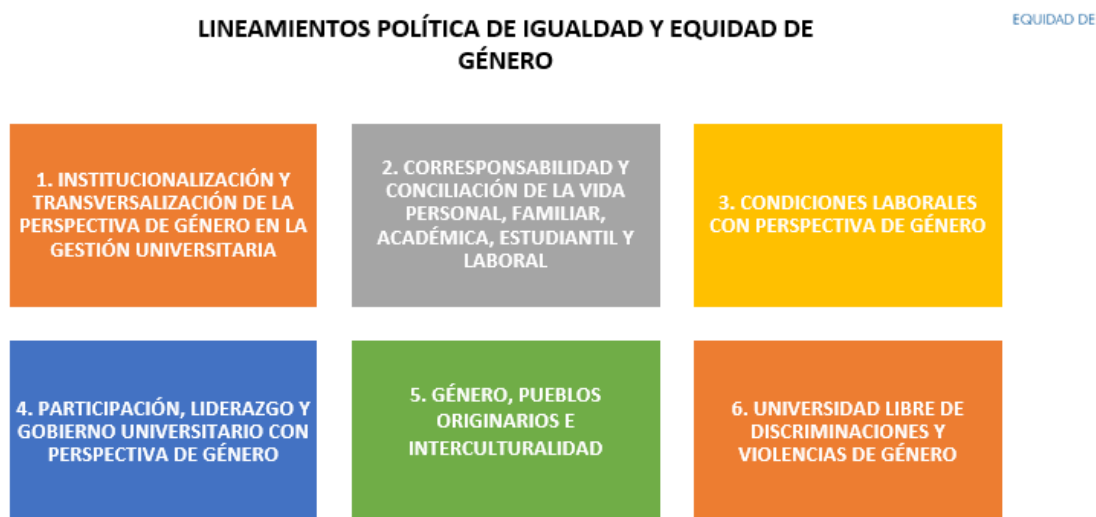 LINEAMIENTOS POLÍTICA DE IGUALDAD Y EQUIDAD DE
GÉNERO
EQUIDAD DE
1. INSTITUCIONALIZACIÓN Y
TRANSVERSALIZACIÓN DE LA
PERSPECTIVA DE GÉNERO EN LA
GESTIÓN UNIVERSITARIA
2. CORRESPONSABILIDAD Y
CONCILIACIÓN DE LA VIDA
PERSONAL, FAMILIAR,
ACADÉMICA, ESTUDIANTIL Y
LABORAL
3. CONDICIONES LABORALES
CON PERSPECTIVA DE GÉNERO
4. PARTICIPACIÓN, LIDERAZGO Y
GOBIERNO UNIVERSITARIO CON
PERSPECTIVA DE GÉNERO
5. GÉNERO, PUEBLOS
ORIGINARIOS E
INTERCULTURALIDAD
6. UNIVERSIDAD LIBRE DE
DISCRIMINACIONES Y
VIOLENCIAS DE GÉNERO